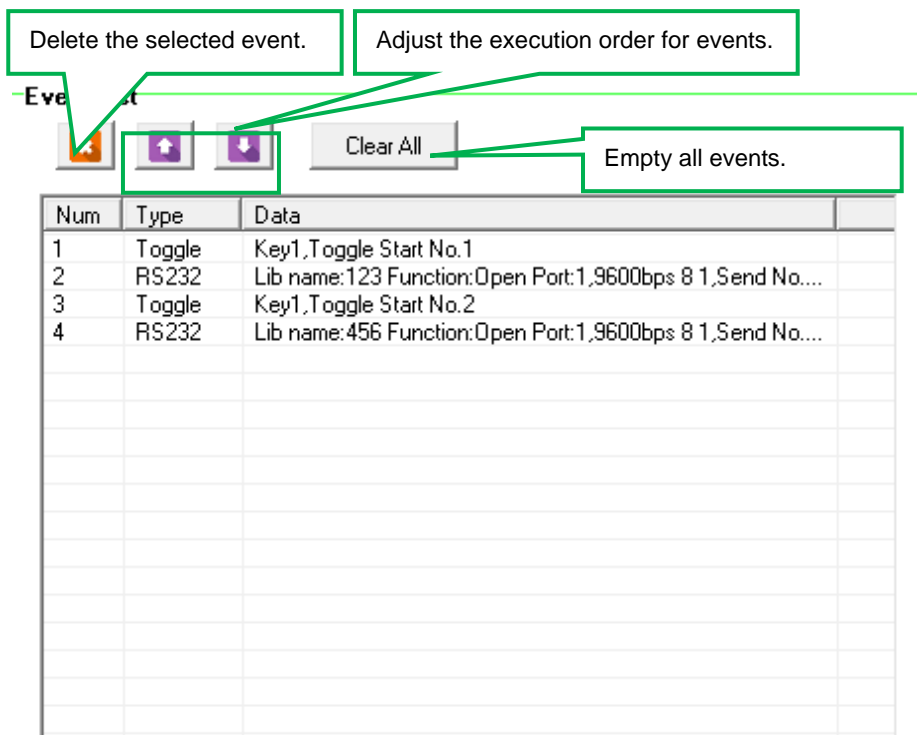 Delete the selected event.
Adjust the execution order for events.
Clear All
Empty all events.
Num Type Data
1 Toggle Key1,Toggle Start No.1
2 RS232 Lib name:123 Function:Open Port:1,9600bps 8 1,Send No....
3 Toggle Key1,Toggle Start No.2
4 RS232 Lib name:456 Function:Open Port:1,9600bps 8 1,Send No....